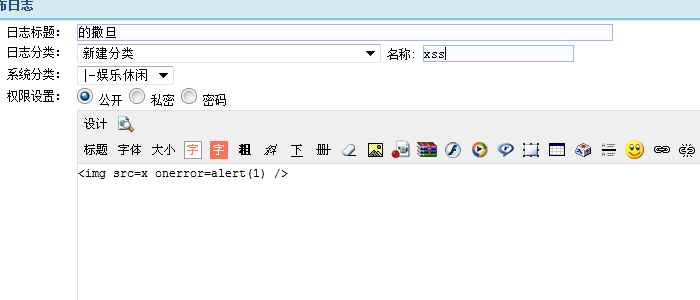 布日志
日志标题： 的撒旦
日志分类： 新建分类 名称： xss
系统分类： |-娱乐休闲
权限设置： 公开 私密 密码
设计
标题 字体 大小 字 字 粗 斜 下 册
<img src=x onerror=alert(1) />